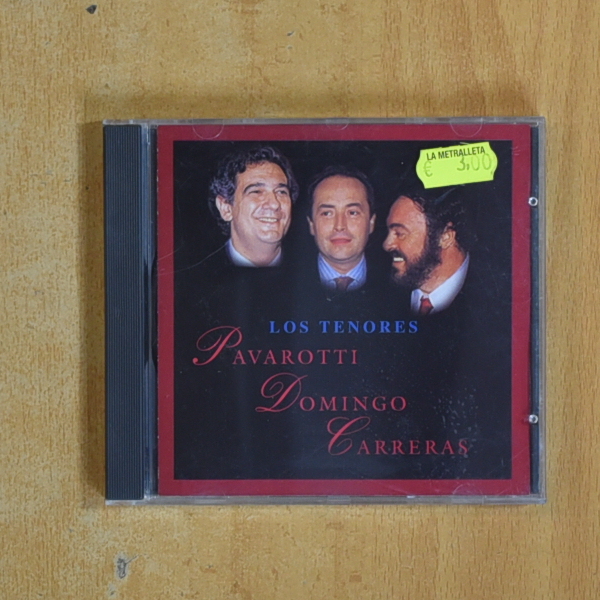 LA METRALLETA
€ 3,00
LOS TENORES
PAVAROTTI
DOMINGO
CARRERAS